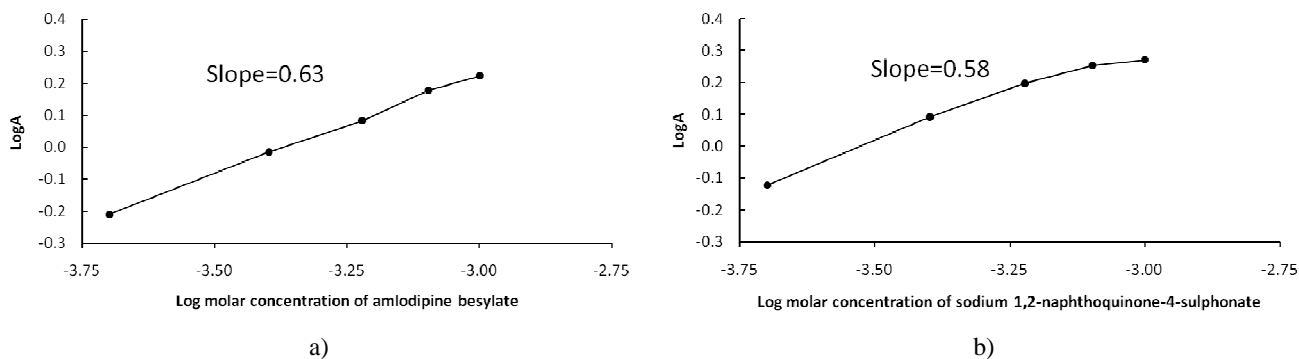 0.4
0.3
0.2
0.1
0.0
-0.1
-0.2
-0.3
LogA
Slope=0.63
-3.75 -3.50 -3.25 -3.00 -2.75
Log molar concentration of amlodipine besylate
a)
0.4
0.3
0.2
0.1
0.0
-0.1
-0.2
-0.3
LogA
Slope=0.58
-3.75 -3.50 -3.25 -3.00 -2.75
Log molar concentration of sodium 1,2-naphthoquinone-4-sulphonate
b)